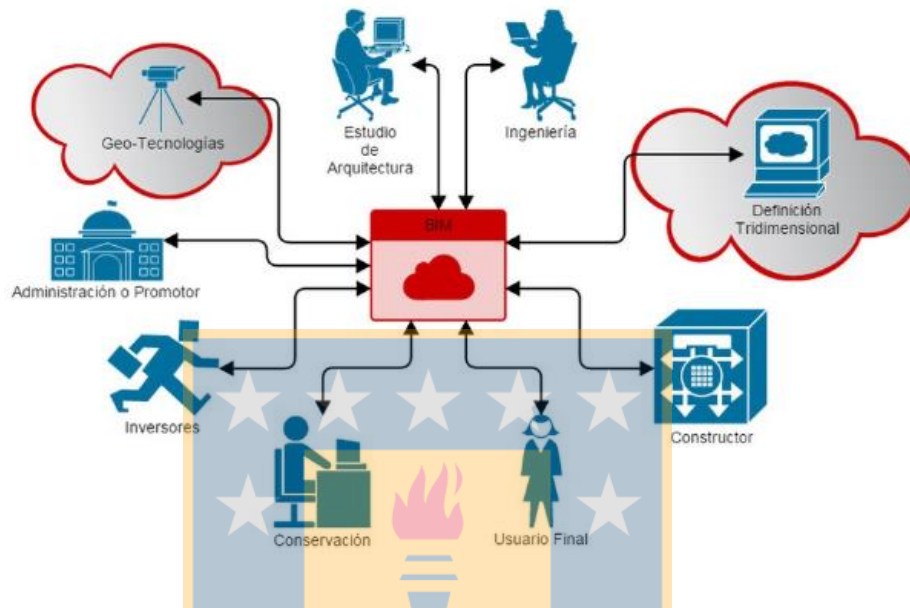 Estudio
de
Arquitectura
Ingeniería
Geo-Tecnologías
Definición
Tridimensional
BIM
Administración o Promotor
Inversores
Constructor
Conservación
Usuario Final